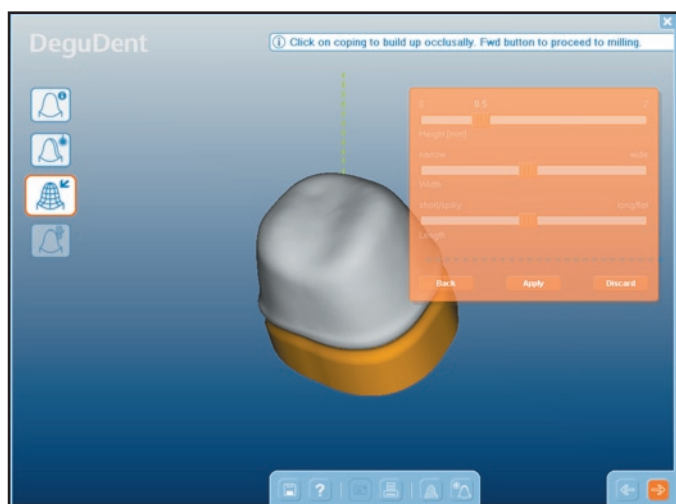 DeguDent
Click on coping to build up occlusally. Fwd button to proceed to milling.
0.5
Height [mm]
narrow wide
Width
short/spiky long/flat
Length
Back Apply Discard
?